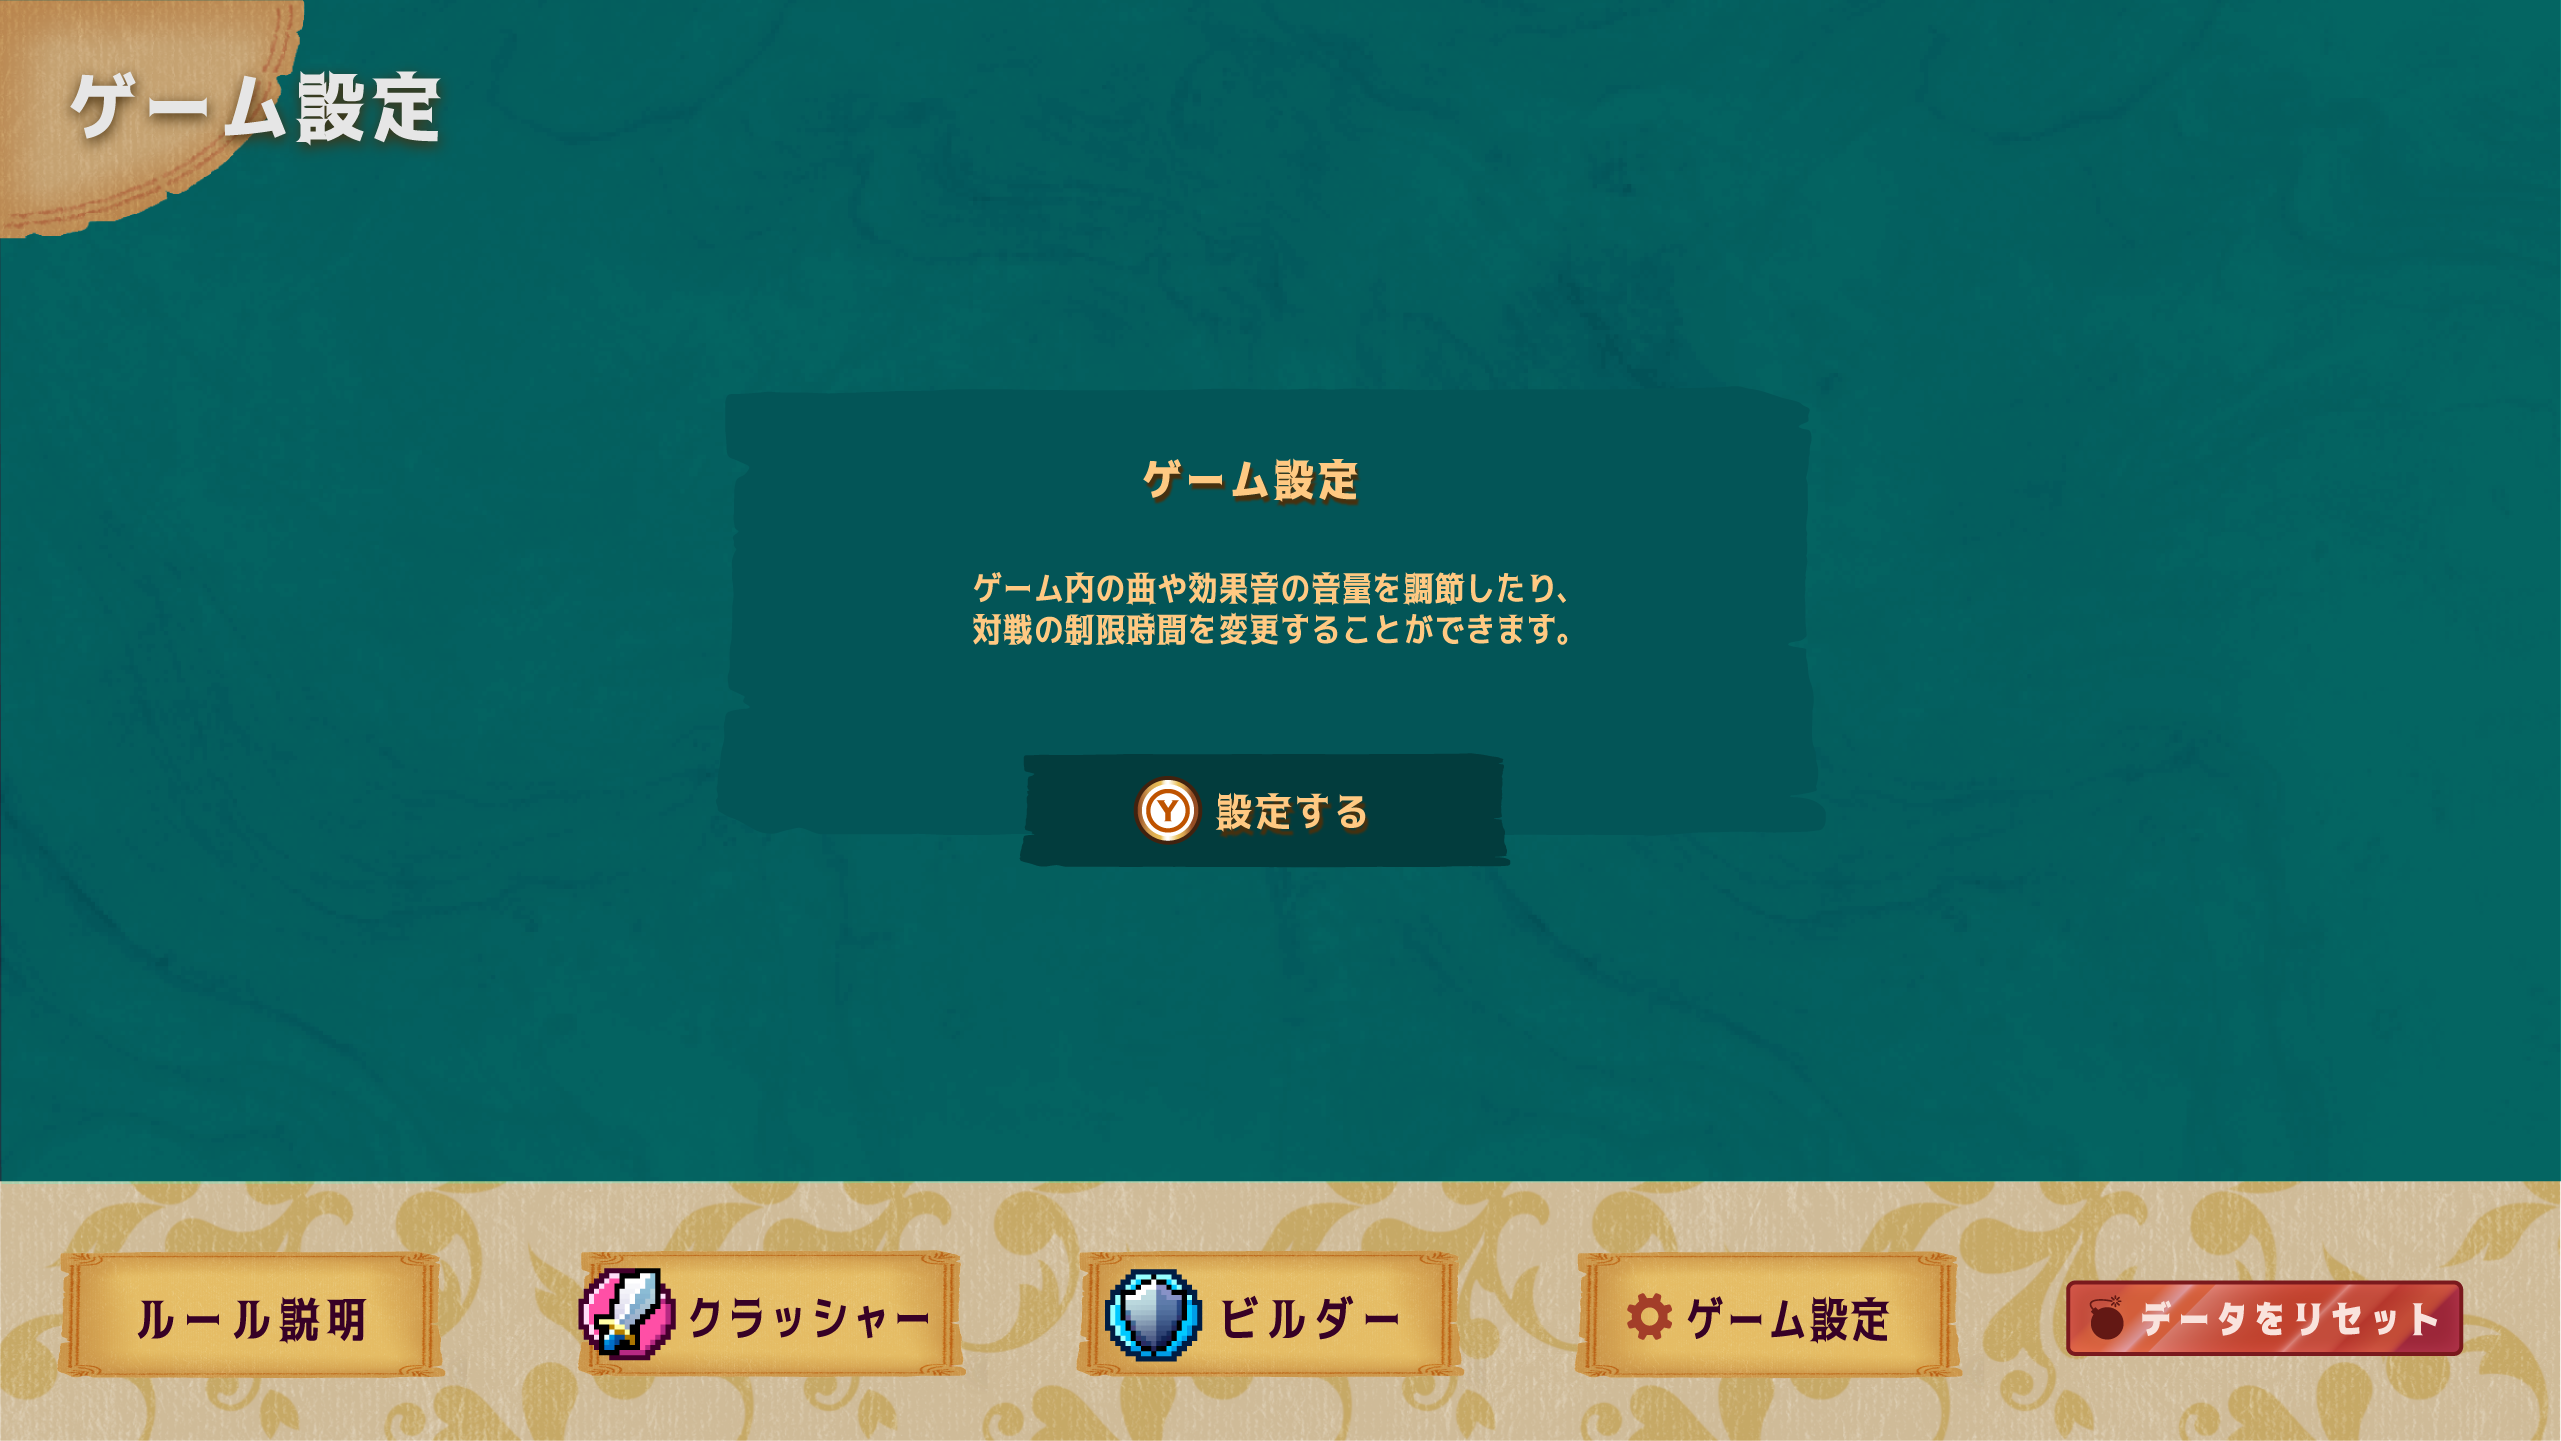 ゲーム設定
ゲーム設定
ゲーム内の曲や効果音の音量を調節したり、
対戦の制限時間を変更することができます。
Y 設定する
ルール説明
クラッシャー
ビルダー
ゲーム設定
データをリセット